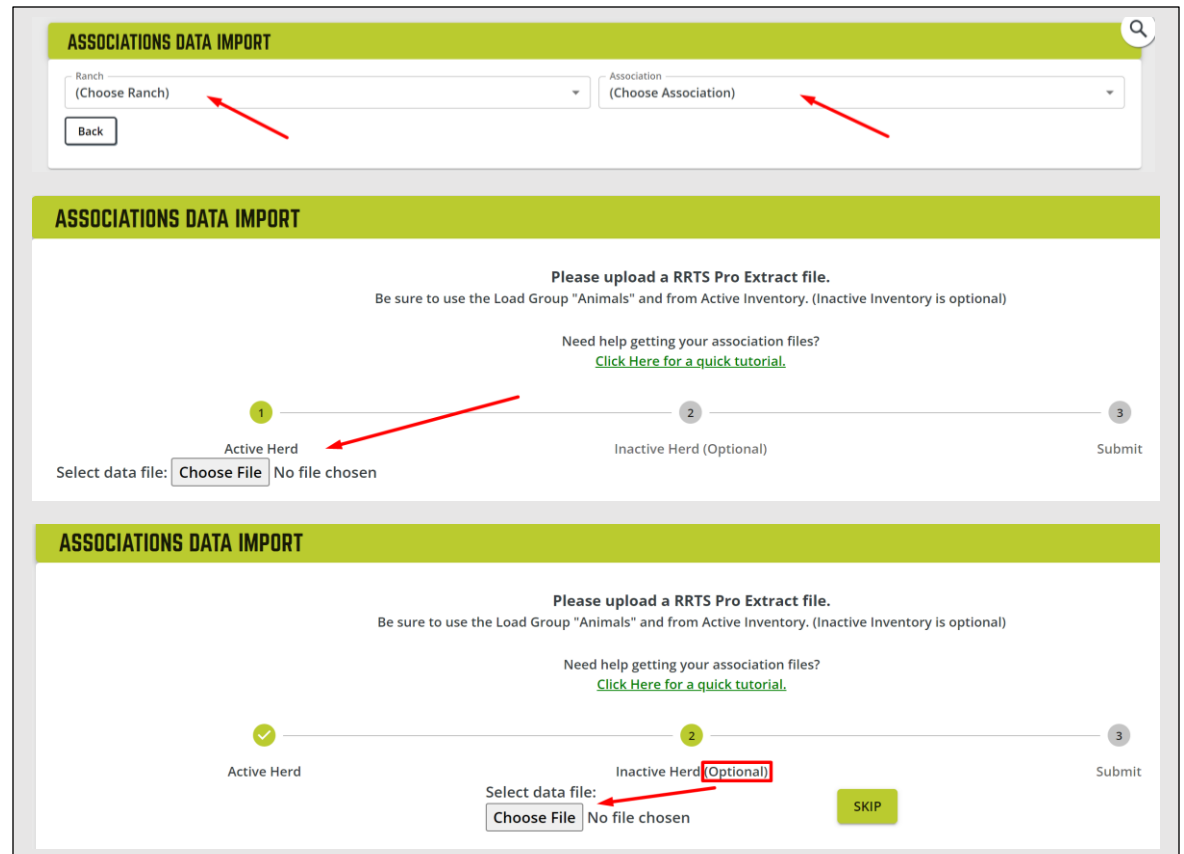 ASSOCIATIONS DATA IMPORT
Ranch
(Choose Ranch)
Association
(Choose Association)
Back
ASSOCIATIONS DATA IMPORT
Please upload a RRTS Pro Extract file.
Be sure to use the Load Group "Animals" and from Active Inventory. (Inactive Inventory is optional)
Need help getting your association files?
Click Here for a quick tutorial.
1
2
3
Active Herd
Inactive Herd (Optional)
Submit
Select data file: Choose File No file chosen
ASSOCIATIONS DATA IMPORT
Please upload a RRTS Pro Extract file.
Be sure to use the Load Group "Animals" and from Active Inventory. (Inactive Inventory is optional)
Need help getting your association files?
Click Here for a quick tutorial.
2
3
Active Herd
Inactive Herd (Optional)
Submit
Select data file:
Choose File No file chosen
SKIP